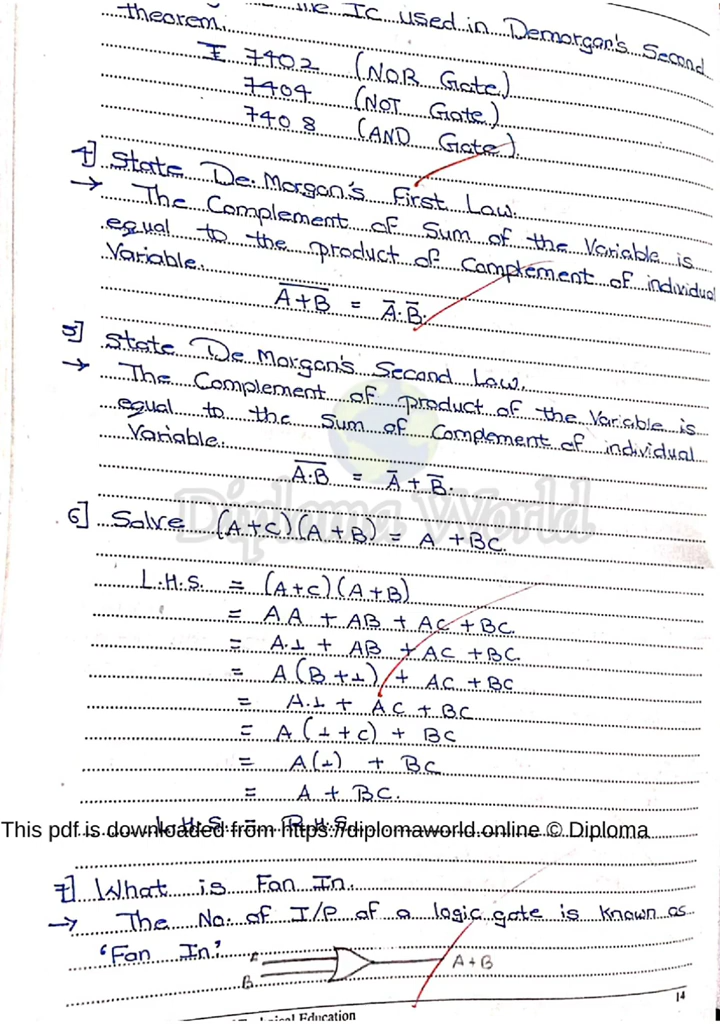 the IC used in Demorgan's Second
theorem.
I 7402 (NOR Gate)
7404 (NOT Gate)
7408 (AND Gate).
4] State De Morgan's First Law.
→ The Complement of Sum of the Variable is
equal to the product of Complement of individual
Variable.
A̅+̅B̅ = A̅.B̅.
5] State De Morgan's Second Law.
→ The Complement of product of the Variable is
equal to the Sum of Complement of individual
Variable.
A̅.̅B̅ = A̅ + B̅.
Diploma World
6] Solve (A+C)(A+B) = A + BC.
L.H.S. = (A+C)(A+B)
= AA + AB + AC + BC.
= A.1 + AB + AC + BC.
= A(B+1) + AC + BC
= A.1 + AC + BC
= A(1+C) + BC
= A(1) + BC
= A + BC.
L.H.S. = R.H.S.
This pdf is downloaded from https://diplomaworld.online © Diploma
7] What is Fan In.
→ The No. of I/P of a logic gate is known as
'Fan In.'
A
B
A+B
14
Education